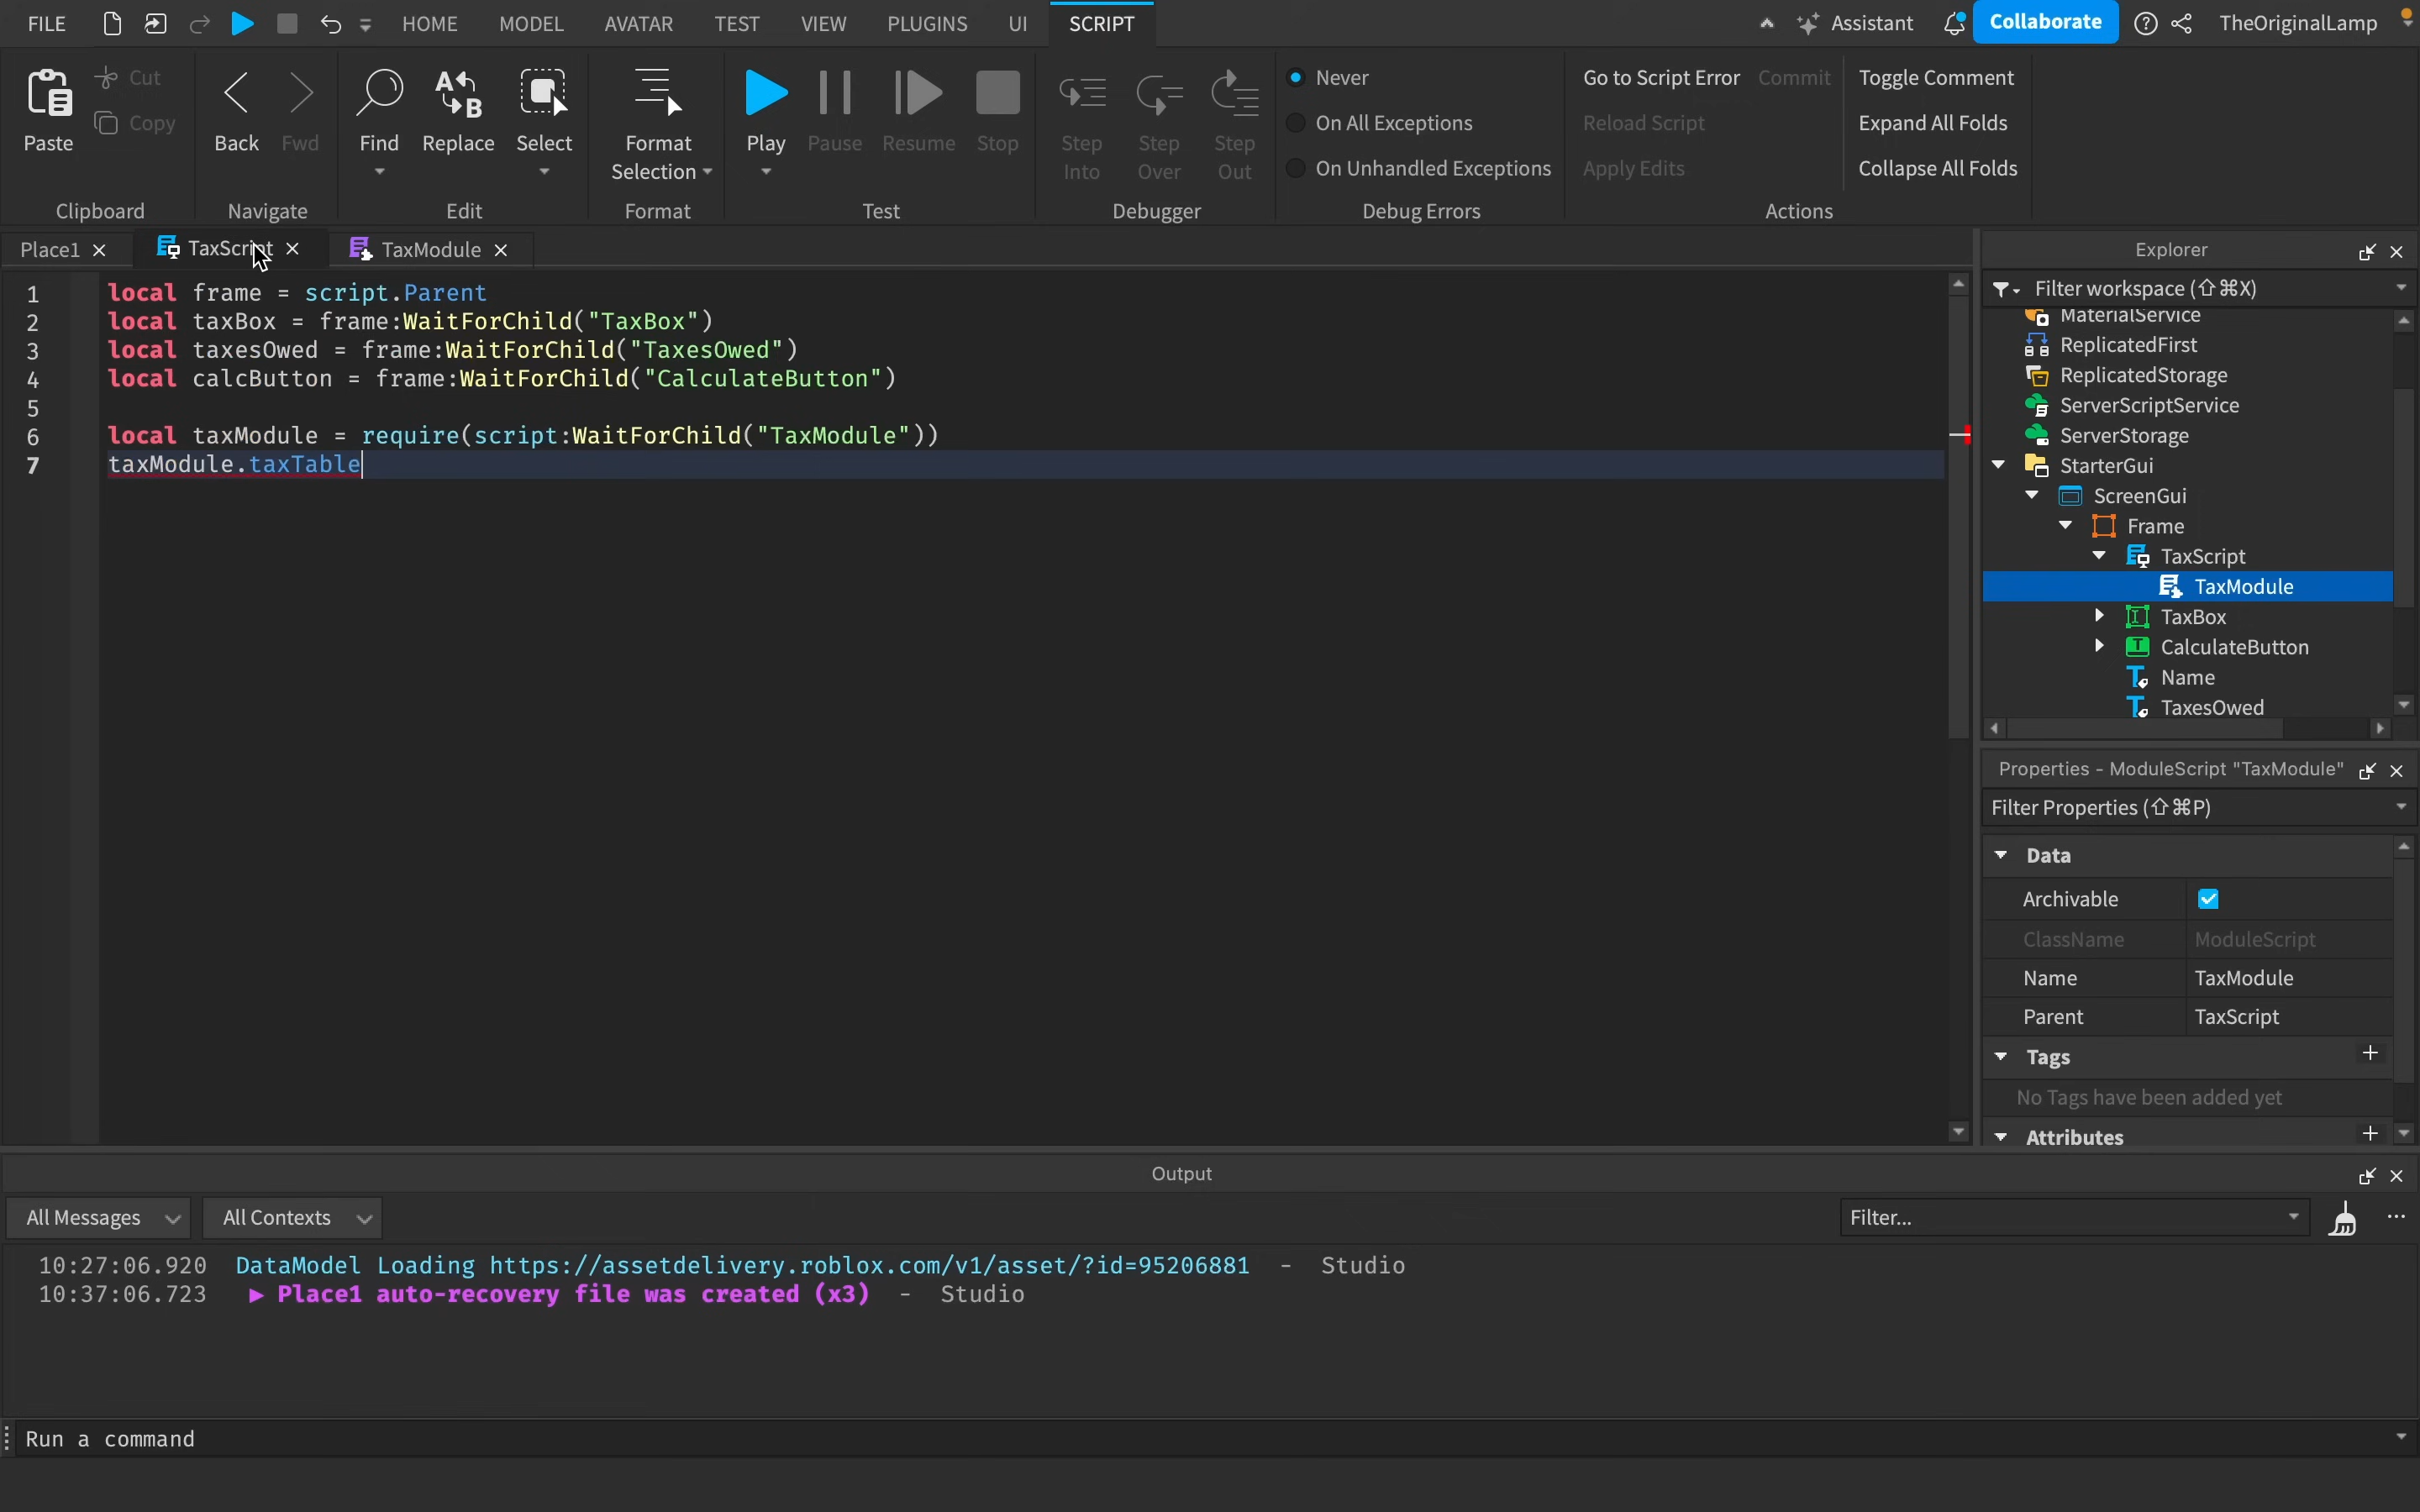 FILE HOME MODEL AVATAR TEST VIEW PLUGINS UI SCRIPT Assistant Collaborate TheOriginalLamp
Paste Cut Copy Clipboard
Back Fwd Navigate
Find Replace Select Edit
Format Selection Format
Play Pause Resume Stop Test
Step Into Step Over Step Out Debugger
Never
On All Exceptions
On Unhandled Exceptions
Debug Errors
Go to Script Error Commit Toggle Comment
Reload Script Expand All Folds
Apply Edits Collapse All Folds
Actions
Place1 TaxScript TaxModule
1 local frame = script.Parent
2 local taxBox = frame:WaitForChild("TaxBox")
3 local taxesOwed = frame:WaitForChild("TaxesOwed")
4 local calcButton = frame:WaitForChild("CalculateButton")
5
6 local taxModule = require(script:WaitForChild("TaxModule"))
7 taxModule.taxTable
Explorer
Filter workspace (⇧⌘X)
MaterialService
ReplicatedFirst
ReplicatedStorage
ServerScriptService
ServerStorage
StarterGui
ScreenGui
Frame
TaxScript
TaxModule
TaxBox
CalculateButton
Name
TaxesOwed
Properties - ModuleScript "TaxModule"
Filter Properties (⇧⌘P)
Data
Archivable
ClassName ModuleScript
Name TaxModule
Parent TaxScript
Tags
No Tags have been added yet
Attributes
Output
All Messages All Contexts Filter...
10:27:06.920 DataModel Loading https://assetdelivery.roblox.com/v1/asset/?id=95206881 - Studio
10:37:06.723 ▶ Place1 auto-recovery file was created (x3) - Studio
Run a command